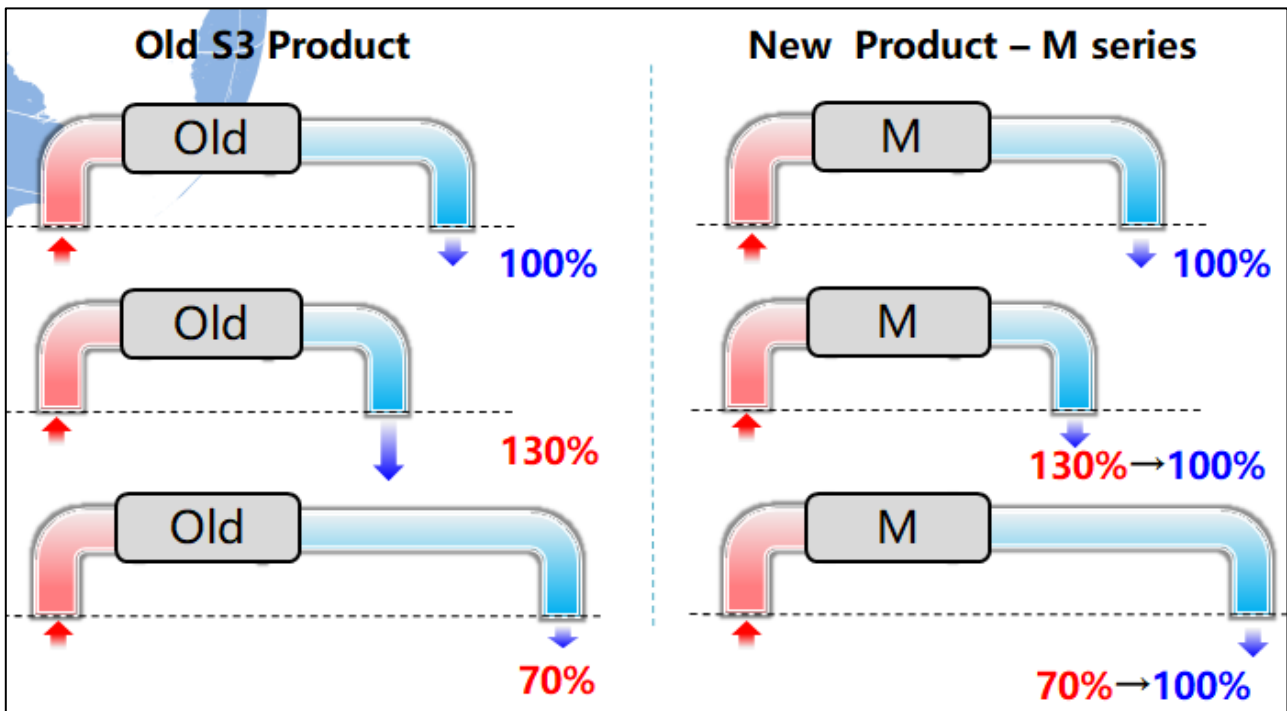 Old S3 Product
New Product – M series
Old
M
100%
100%
Old
M
130%
130%→100%
Old
M
70%
70%→100%